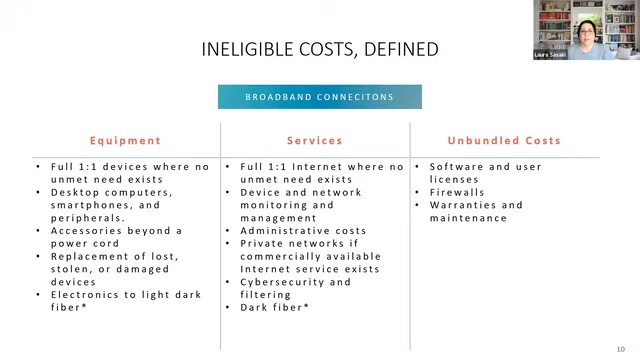 Laura Sasaki
INELIGIBLE COSTS, DEFINED
BROADBAND CONNECITONS
Equipment
• Full 1:1 devices where no
unmet need exists
• Desktop computers,
smartphones, and
peripherals.
• Accessories beyond a
power cord
• Replacement of lost,
stolen, or damaged
devices
• Electronics to light dark
fiber*
Services
• Full 1:1 Internet where no
unmet need exists
• Device and network
monitoring and
management
• Administrative costs
• Private networks if
commercially available
Internet service exists
• Cybersecurity and
filtering
• Dark fiber*
Unbundled Costs
• Software and user
licenses
• Firewalls
• Warranties and
maintenance
10